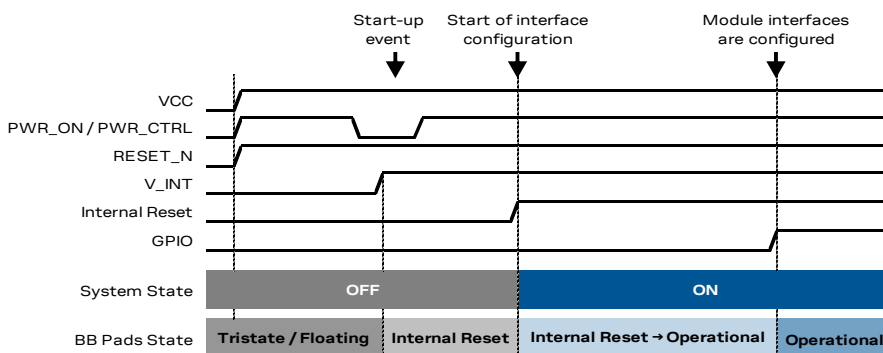 Start-up
event
Start of interface
configuration
Module interfaces
are configured
VCC
PWR_ON / PWR_CTRL
RESET_N
V_INT
Internal Reset
GPIO
System State
OFF
ON
BB Pads State
Tristate / Floating
Internal Reset
Internal Reset → Operational
Operational